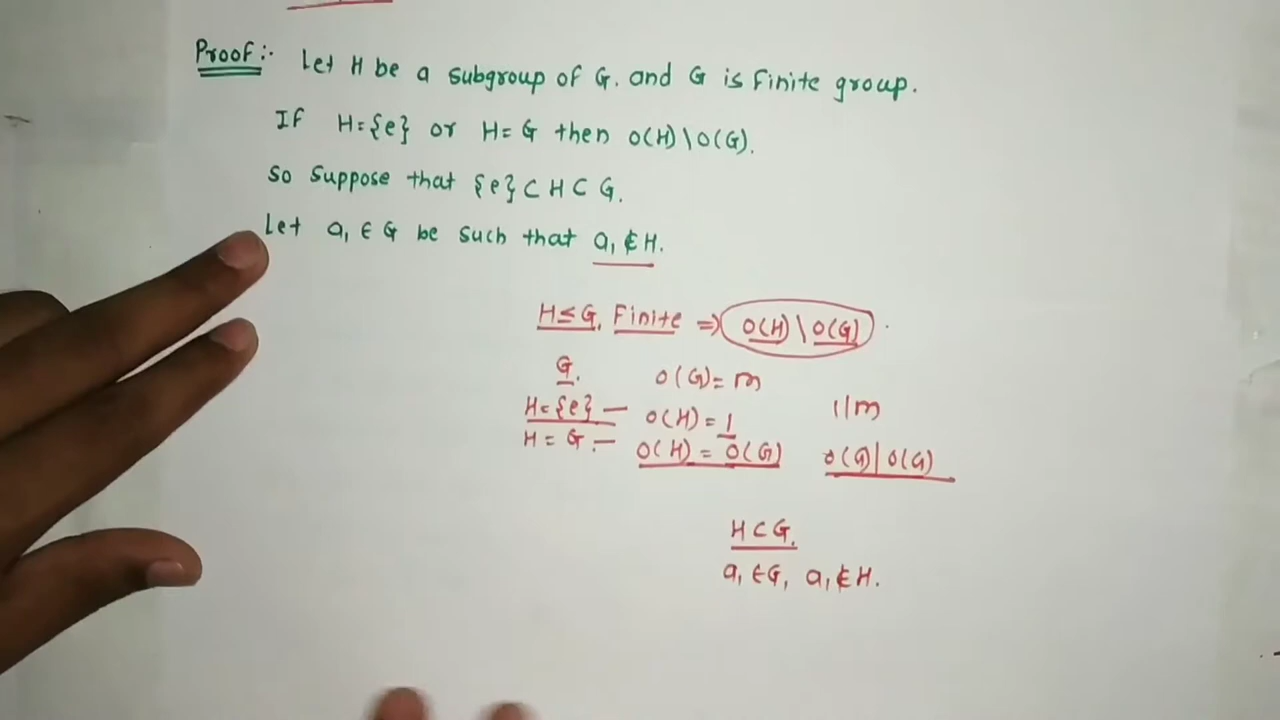 Proof:- Let H be a subgroup of G. and G is Finite group.
If H={e} or H= G then O(H)\O(G).
So Suppose that {e}⊂H⊂G.
Let a₁∈G be such that a₁∉H.
H≤G, Finite ⇒ O(H)\O(G).
G. O(G)=m
H={e} — O(H)=1 1/m
H= G — O(H)=O(G) O(G)|O(G)
H⊂G.
a₁∈G, a₁∉H.